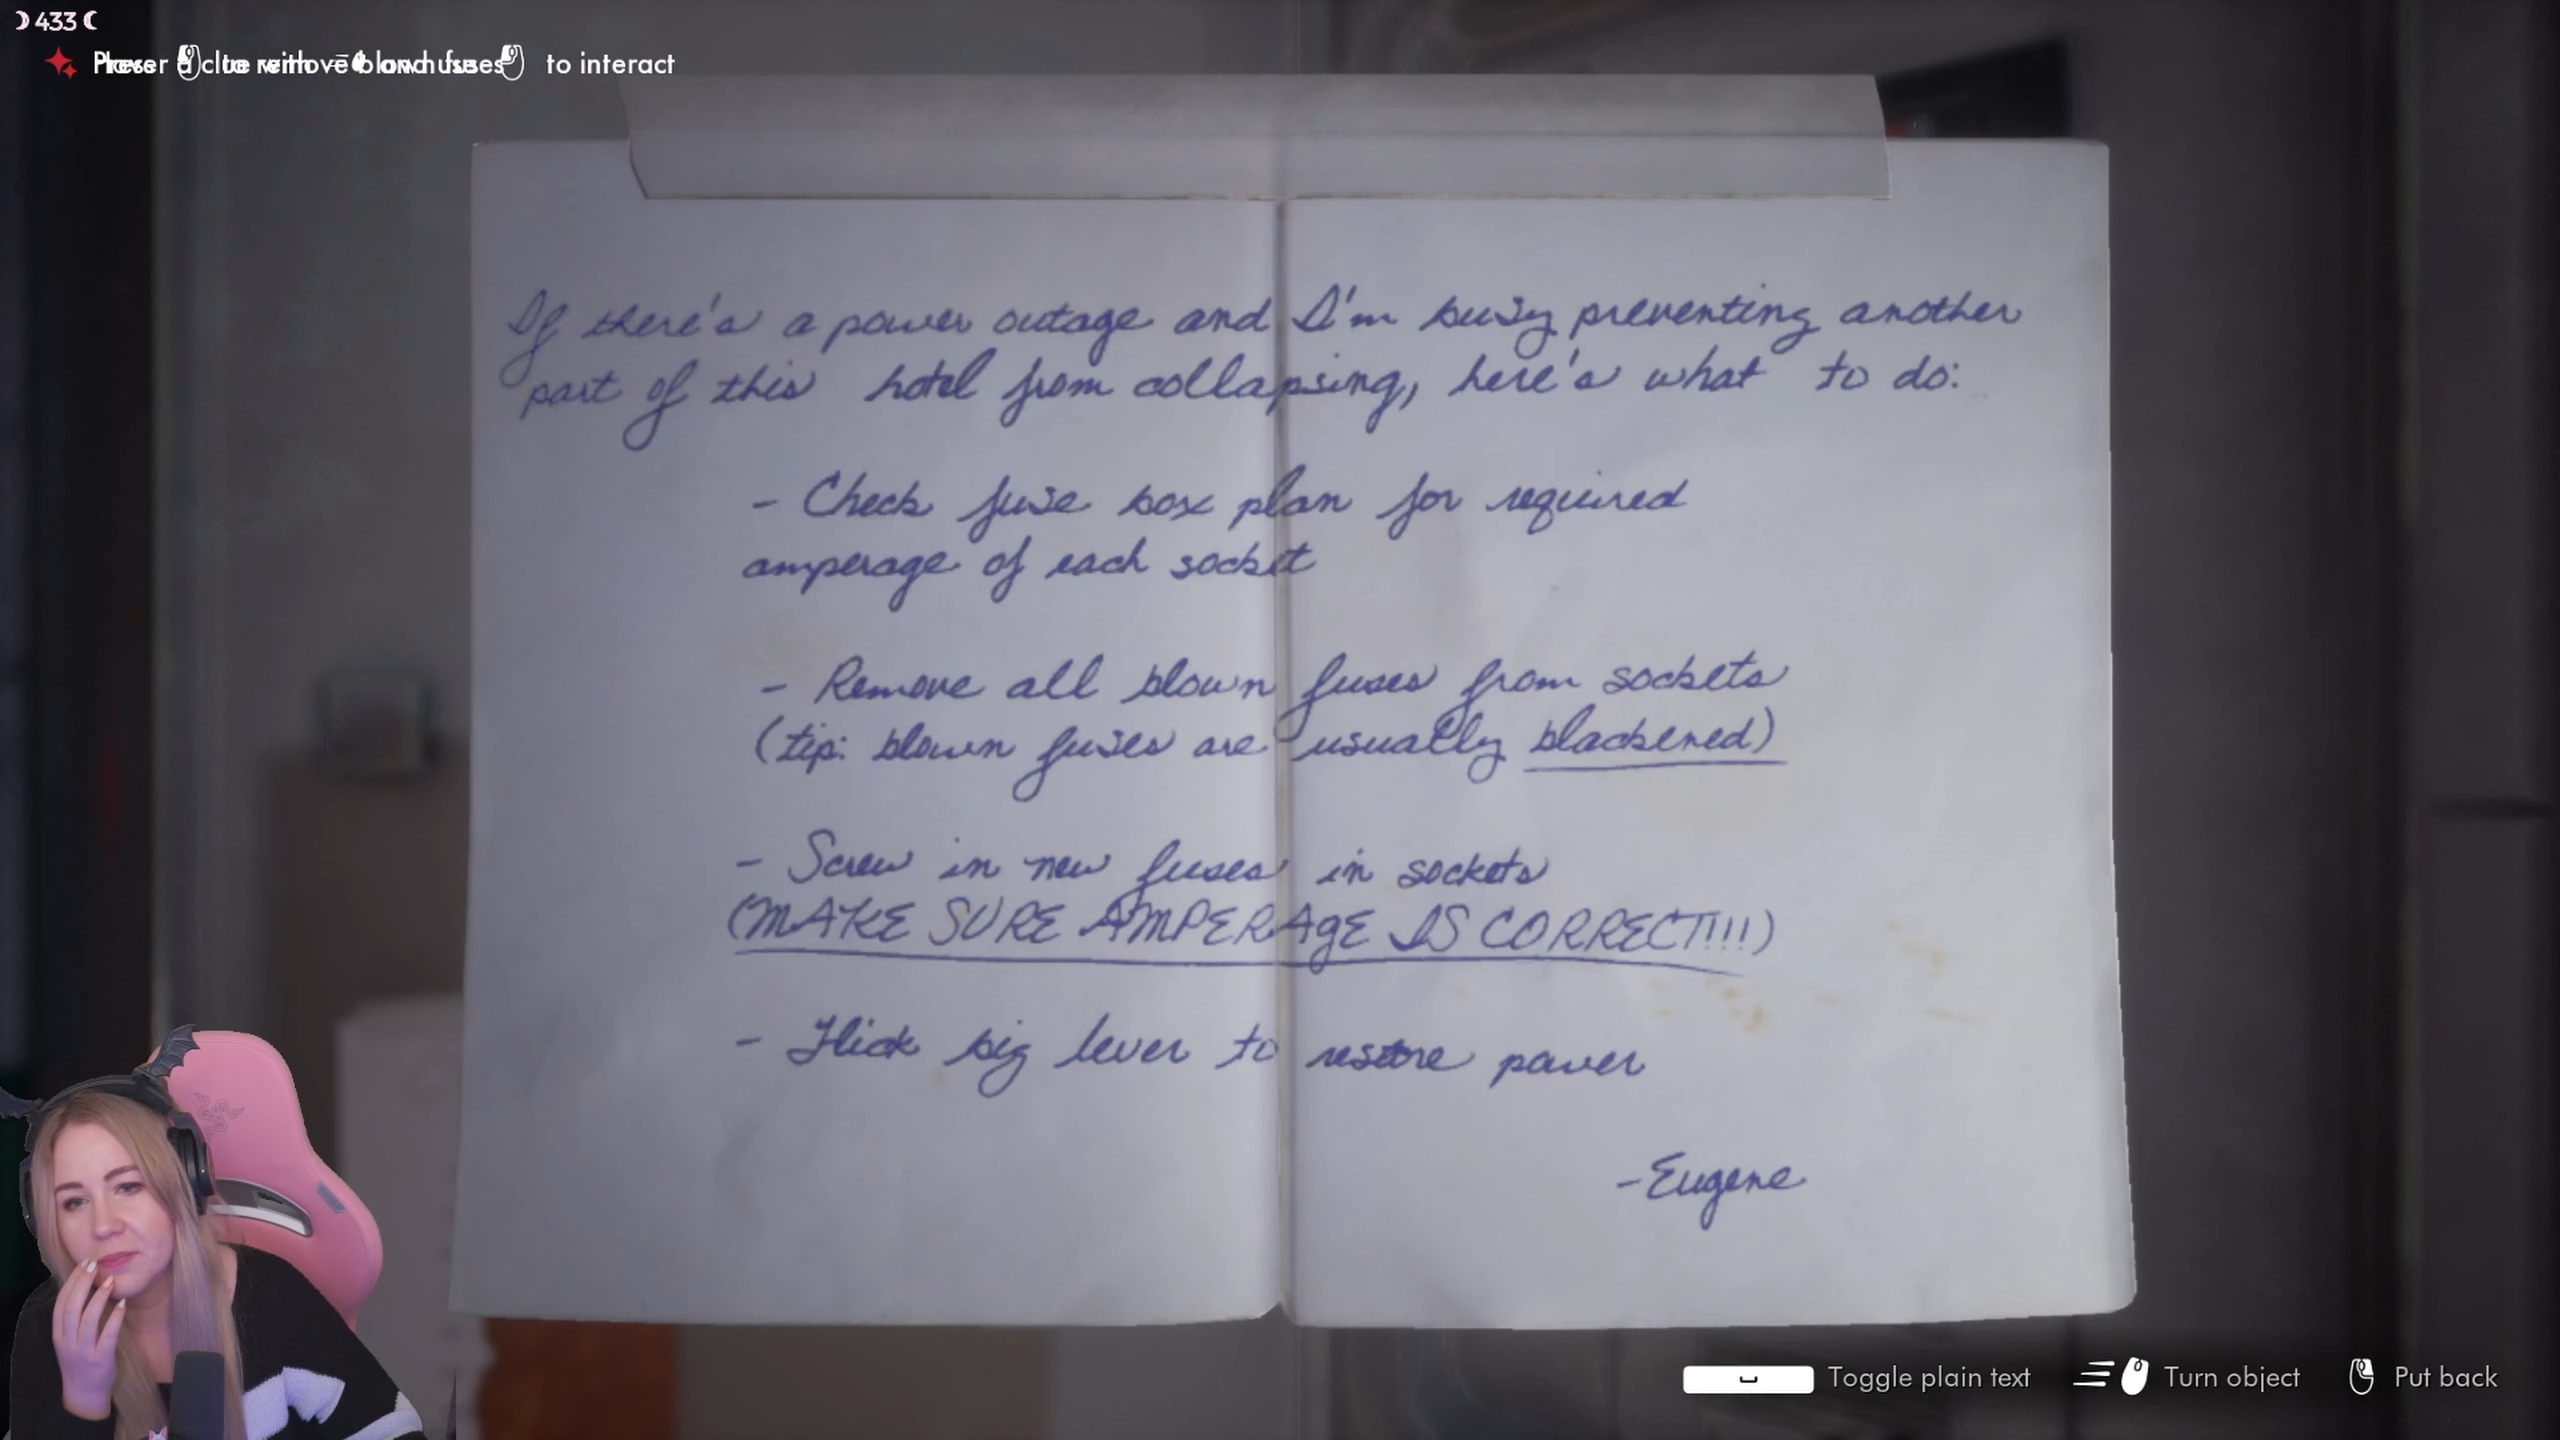 433
to interact
If there's a power outage and I'm busy preventing another
part of this hotel from collapsing, here's what to do:
- Check fuse box plan for required
amperage of each socket
- Remove all blown fuses from sockets
(tip: blown fuses are usually blackened)
- Screw in new fuses in sockets
(MAKE SURE AMPERAgE IS CORRECT!!!)
- Flick big lever to restore power
-Eugene
Toggle plain text
Turn object
Put back